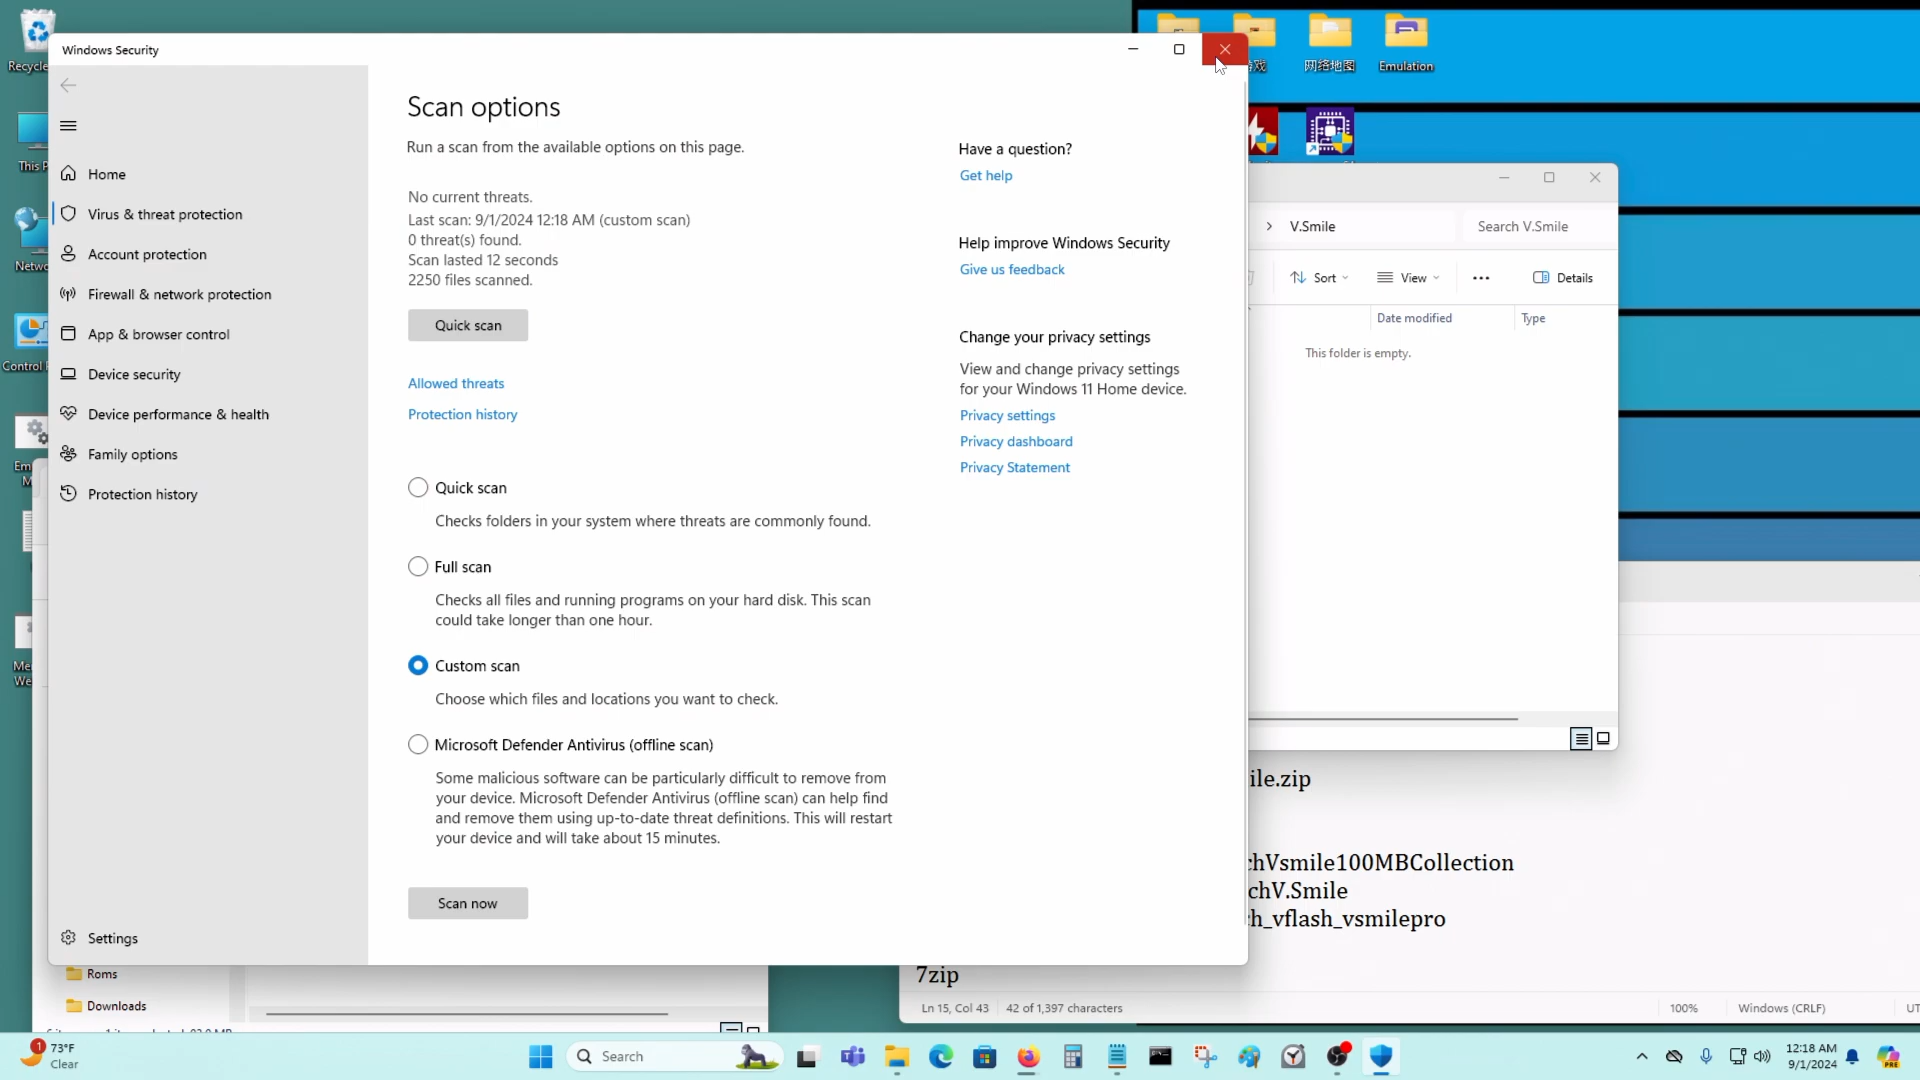 Recycle
This P
Netwo
Control
Em
M
Me
We
Windows Security
Home
Virus & threat protection
Account protection
Firewall & network protection
App & browser control
Device security
Device performance & health
Family options
Protection history
Settings
Scan options
Run a scan from the available options on this page.
No current threats.
Last scan: 9/1/2024 12:18 AM (custom scan)
0 threat(s) found.
Scan lasted 12 seconds
2250 files scanned.
Quick scan
Allowed threats
Protection history
Quick scan
Checks folders in your system where threats are commonly found.
Full scan
Checks all files and running programs on your hard disk. This scan
could take longer than one hour.
Custom scan
Choose which files and locations you want to check.
Microsoft Defender Antivirus (offline scan)
Some malicious software can be particularly difficult to remove from
your device. Microsoft Defender Antivirus (offline scan) can help find
and remove them using up-to-date threat definitions. This will restart
your device and will take about 15 minutes.
Scan now
Have a question?
Get help
Help improve Windows Security
Give us feedback
Change your privacy settings
View and change privacy settings
for your Windows 11 Home device.
Privacy settings
Privacy dashboard
Privacy Statement
戏
网络地图
Emulation
V.Smile
Search V.Smile
Sort
View
Details
Date modified
Type
This folder is empty.
ile.zip
chVsmile100MBCollection
chV.Smile
ch_vflash_vsmilepro
7zip
Ln 15, Col 43
42 of 1,397 characters
100%
Windows (CRLF)
UT
Roms
Downloads
1
73°F
Clear
Search
12:18 AM
9/1/2024
PRE